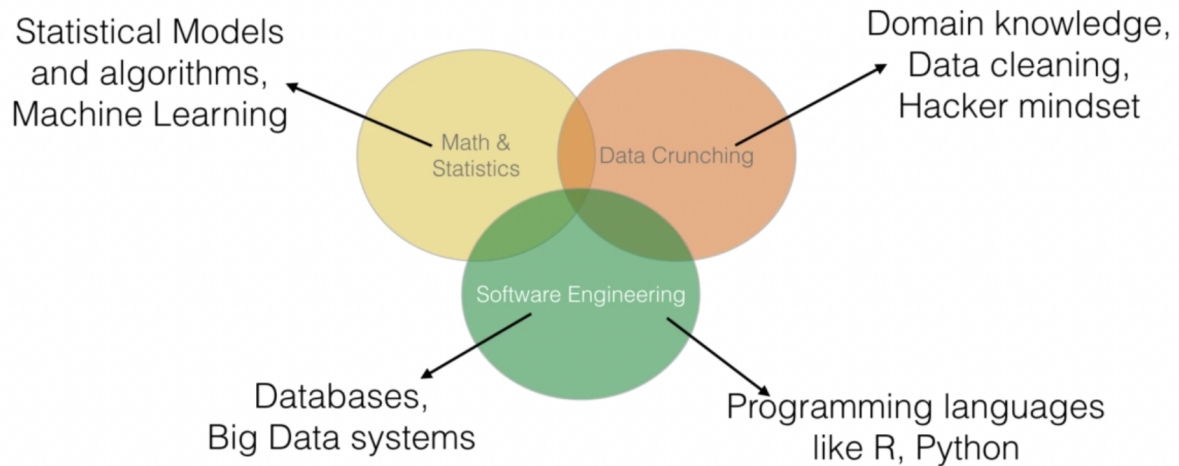 Statistical Models
and algorithms,
Machine Learning
Domain knowledge,
Data cleaning,
Hacker mindset
Math &
Statistics
Data Crunching
Software Engineering
Databases,
Big Data systems
Programming languages
like R, Python